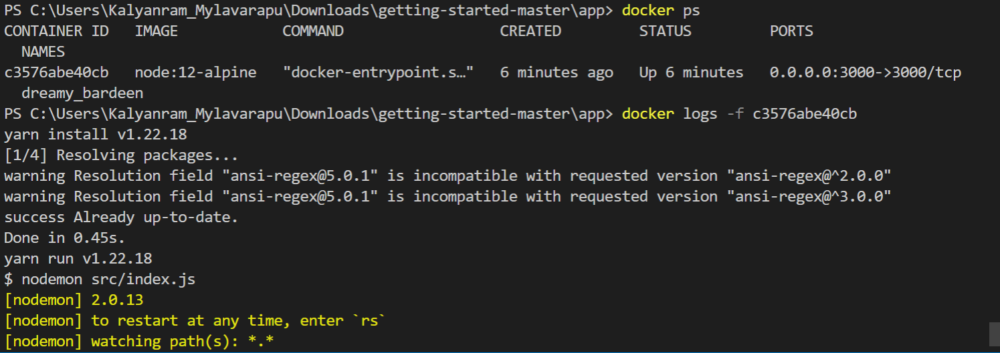 PS C:\Users\Kalyanram_Mylavarapu\Downloads\getting-started-master\app> docker ps
CONTAINER ID   IMAGE            COMMAND                  CREATED         STATUS         PORTS
  NAMES
c3576abe40cb   node:12-alpine   "docker-entrypoint.s…"   6 minutes ago   Up 6 minutes   0.0.0.0:3000->3000/tcp
  dreamy_bardeen
PS C:\Users\Kalyanram_Mylavarapu\Downloads\getting-started-master\app> docker logs -f c3576abe40cb
yarn install v1.22.18
[1/4] Resolving packages...
warning Resolution field "ansi-regex@5.0.1" is incompatible with requested version "ansi-regex@^2.0.0"
warning Resolution field "ansi-regex@5.0.1" is incompatible with requested version "ansi-regex@^3.0.0"
success Already up-to-date.
Done in 0.45s.
yarn run v1.22.18
$ nodemon src/index.js
[nodemon] 2.0.13
[nodemon] to restart at any time, enter `rs`
[nodemon] watching path(s): *.*